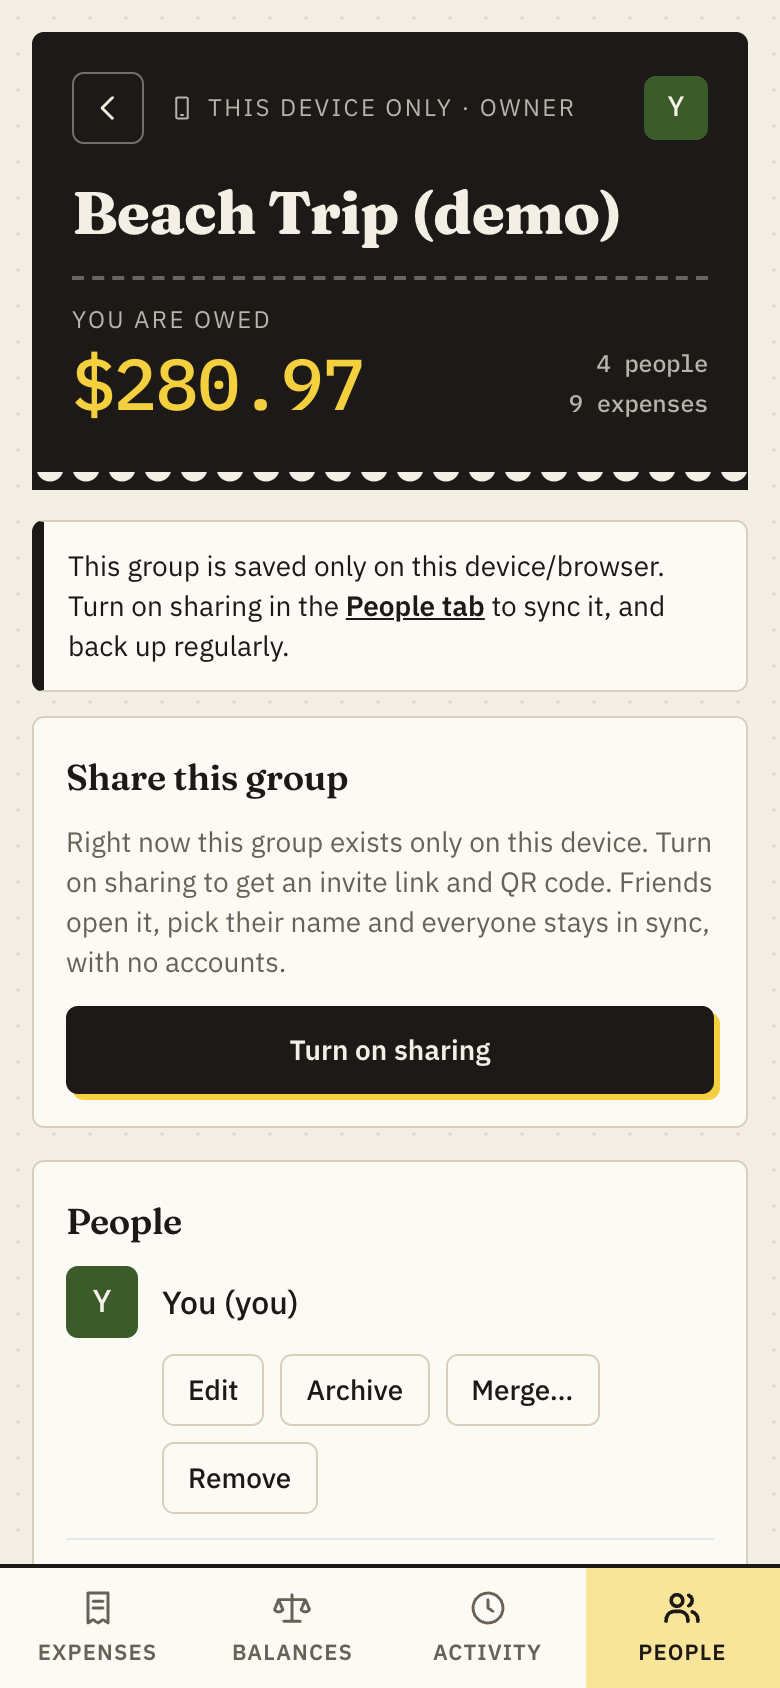 THIS DEVICE ONLY · OWNER
Y
Beach Trip (demo)
YOU ARE OWED
$280.97
4 people
9 expenses
This group is saved only on this device/browser.
Turn on sharing in the People tab to sync it, and
back up regularly.
Share this group
Right now this group exists only on this device. Turn
on sharing to get an invite link and QR code. Friends
open it, pick their name and everyone stays in sync,
with no accounts.
Turn on sharing
People
Y
You (you)
Edit
Archive
Merge...
Remove
EXPENSES
BALANCES
ACTIVITY
PEOPLE